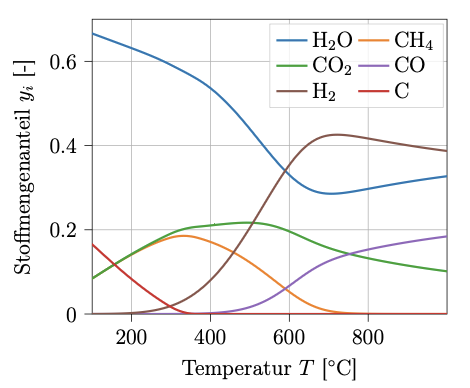 H₂O CH₄
CO₂ CO
H₂ C
0.6
0.4
0.2
0
Stoffmengenanteil yᵢ [-]
200 400 600 800
Temperatur T [°C]